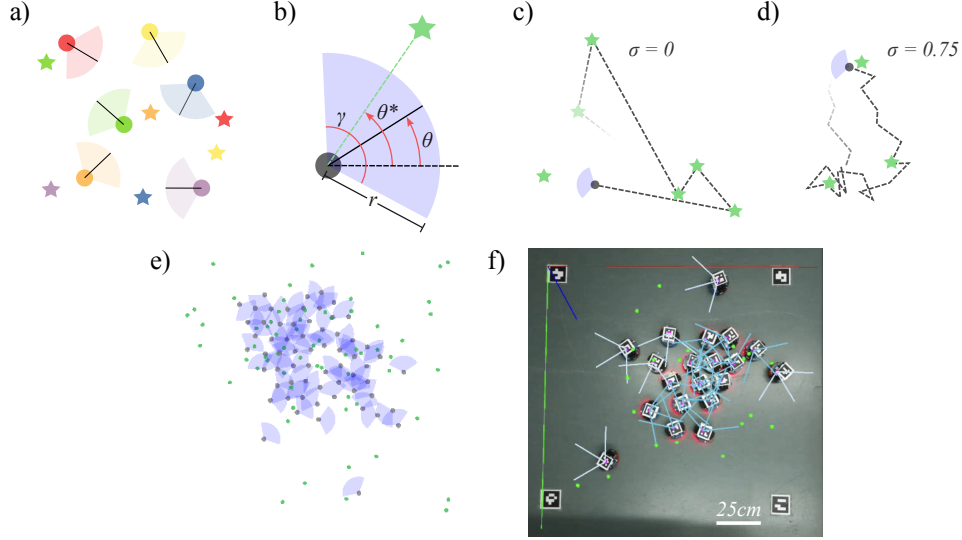 a)
b)
c)
d)
σ = 0
σ = 0.75
θ*
γ
θ
r
e)
f)
25cm